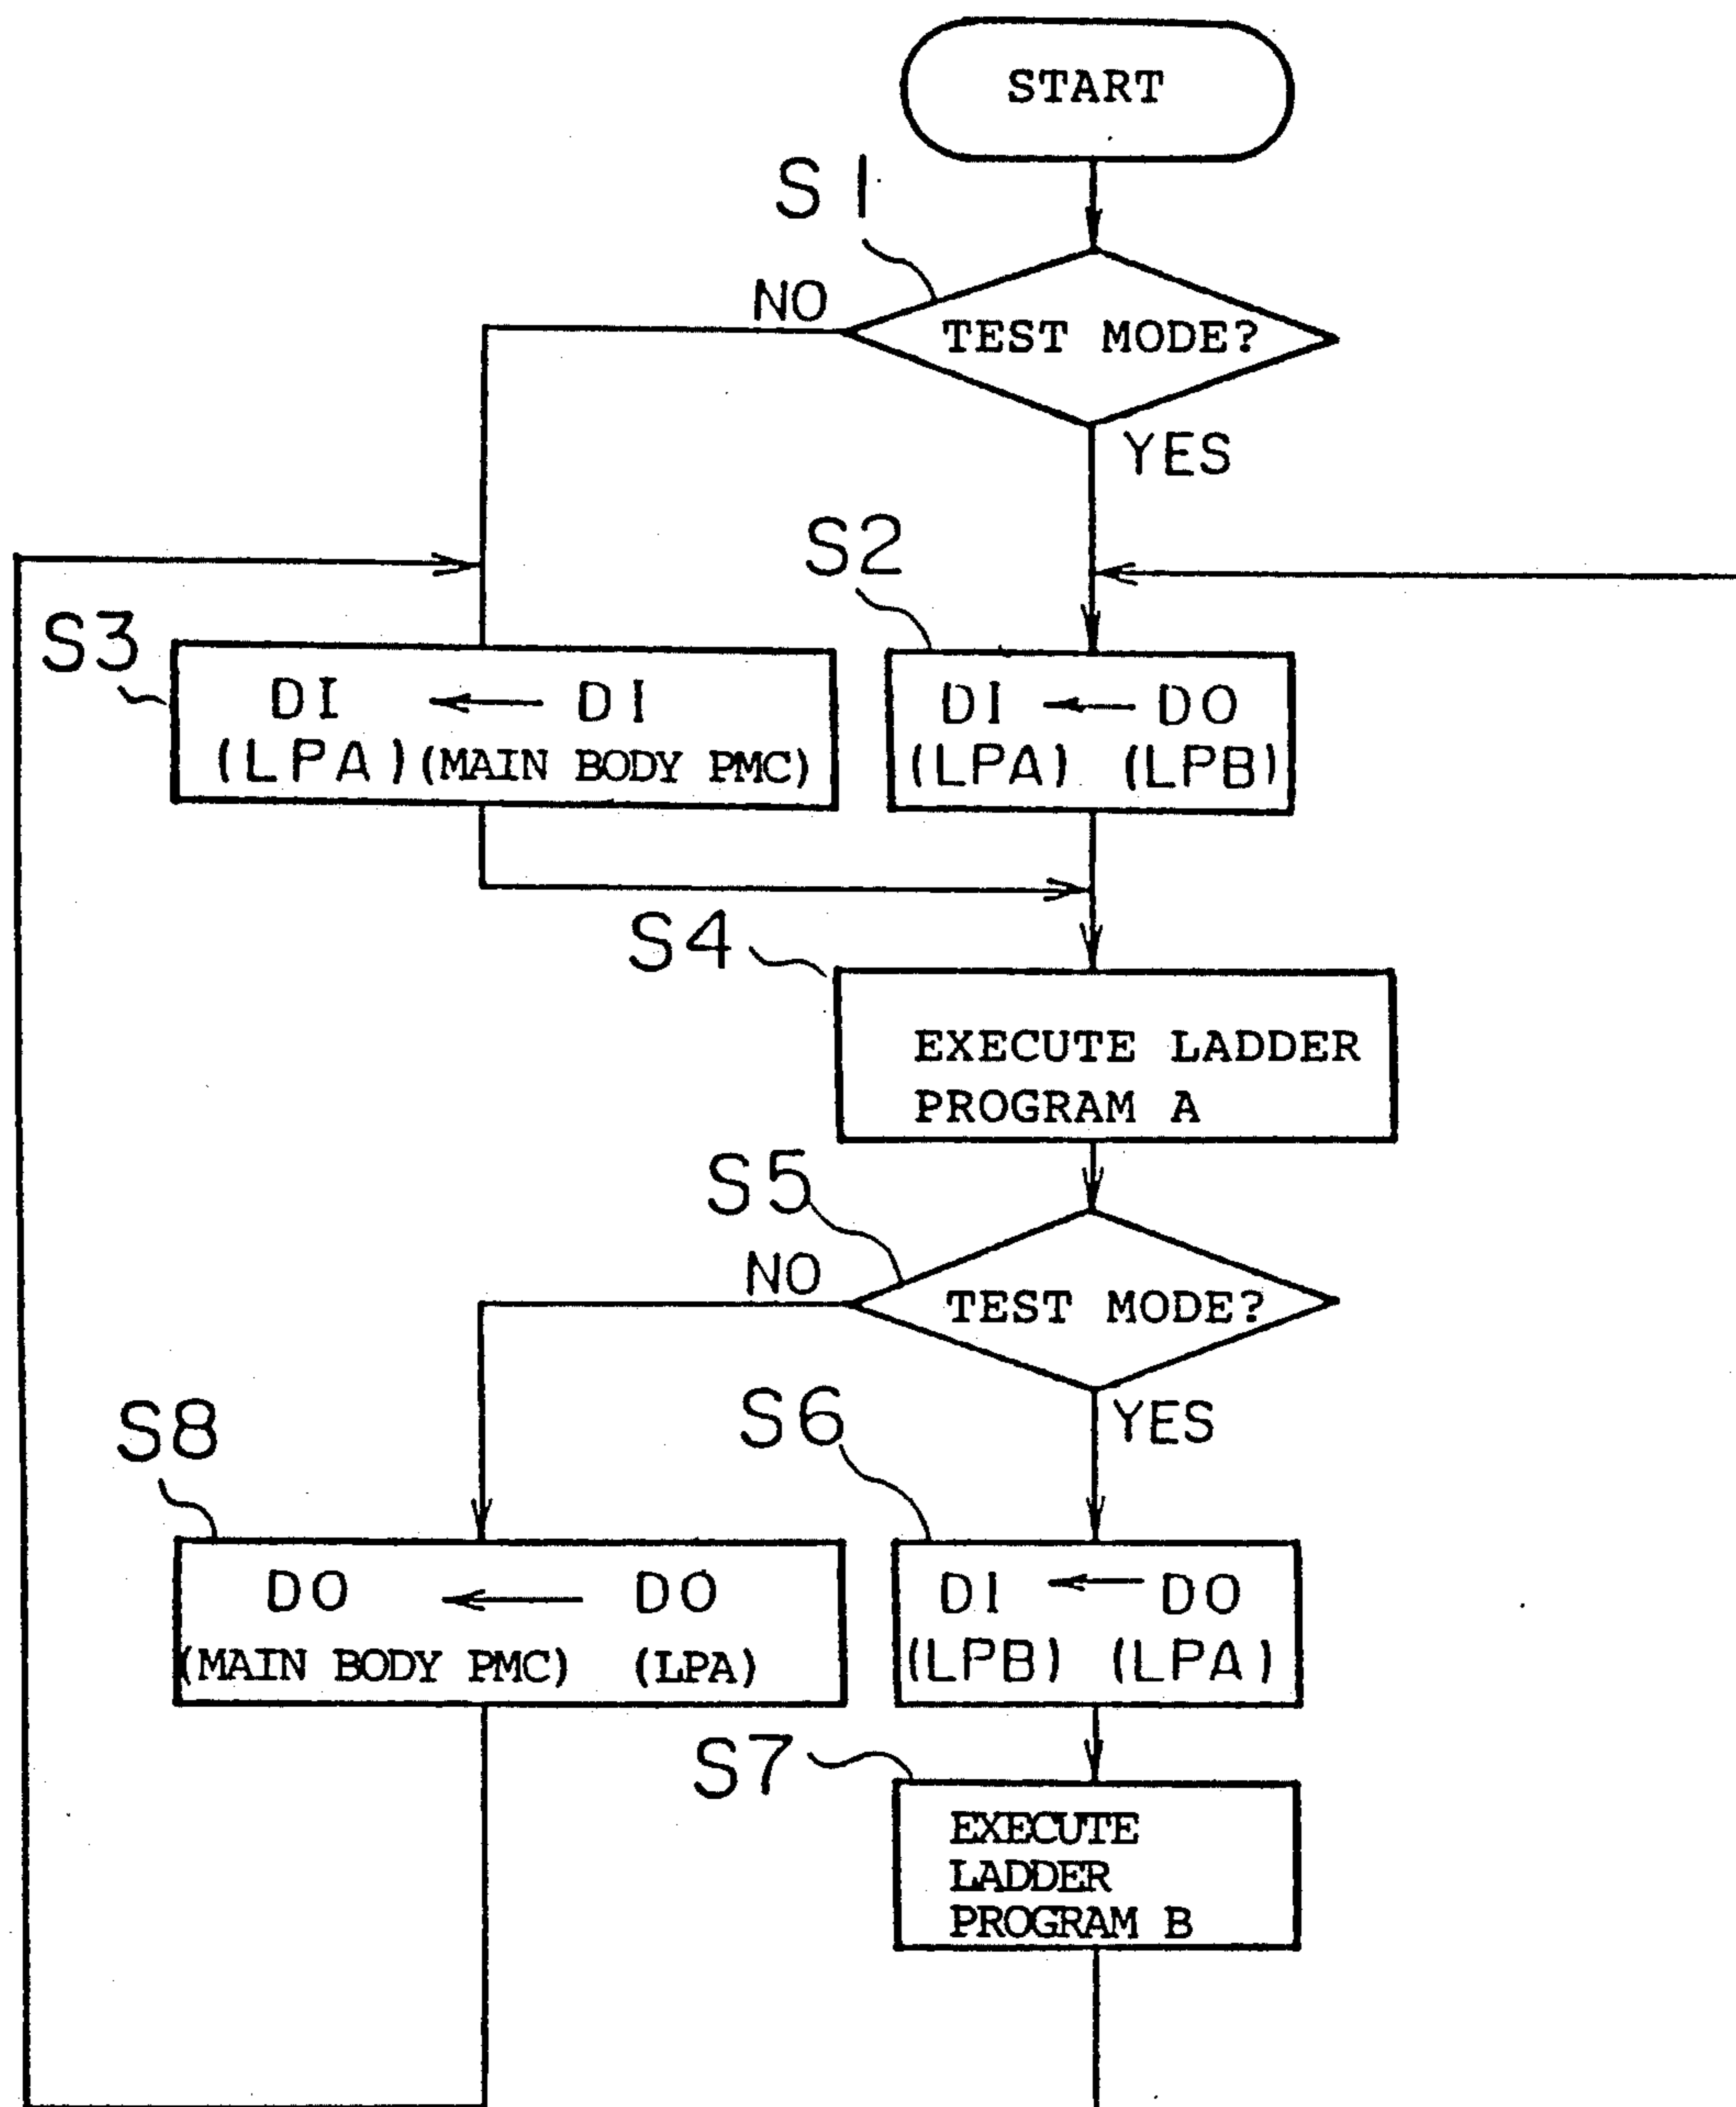 START
S1
NO
TEST MODE?
YES
S2
S3
DI ← DI
(LPA) (MAIN BODY PMC)
DI ← DO
(LPA) (LPB)
S4
EXECUTE LADDER
PROGRAM A
S5
NO
TEST MODE?
YES
S6
S8
DO ← DO
(MAIN BODY PMC) (LPA)
DI ← DO
(LPB) (LPA)
S7
EXECUTE
LADDER
PROGRAM B